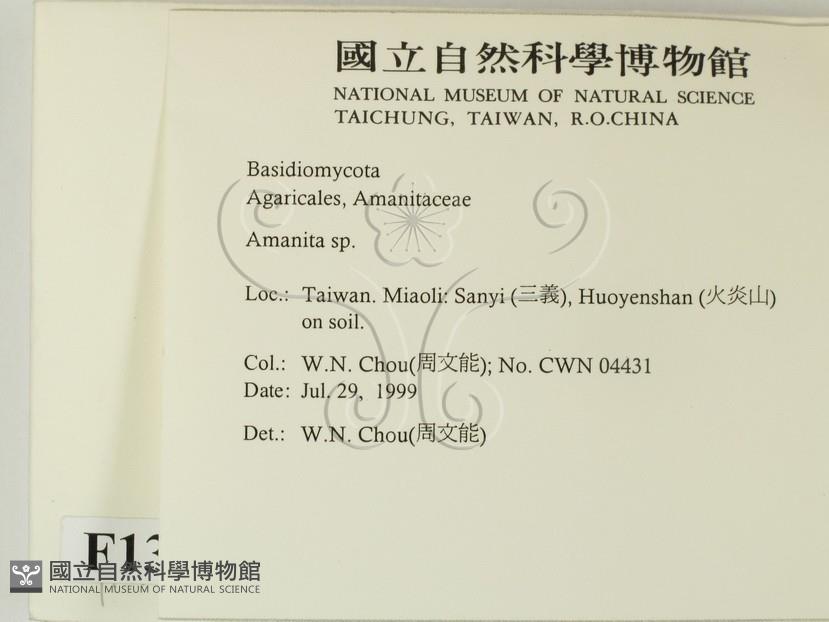 國立自然科學博物館
NATIONAL MUSEUM OF NATURAL SCIENCE
TAICHUNG, TAIWAN, R.O.CHINA
Basidiomycota
Agaricales, Amanitaceae
Amanita sp.
Loc.: Taiwan. Miaoli: Sanyi (三義), Huoyenshan (火炎山)
on soil.
Col.: W.N. Chou(周文能); No. CWN 04431
Date: Jul. 29, 1999
Det.: W.N. Chou(周文能)
F13
國立自然科學博物館
NATIONAL MUSEUM OF NATURAL SCIENCE